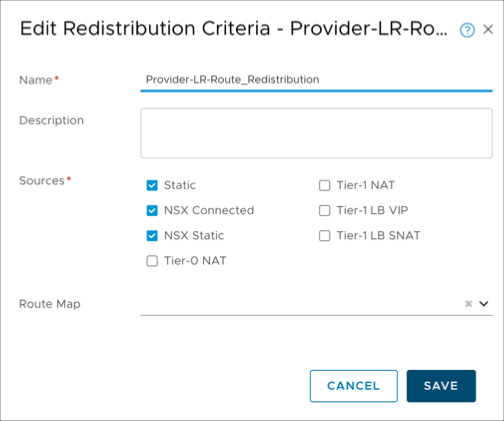 Edit Redistribution Criteria - Provider-LR-Ro...
Name*
Provider-LR-Route_Redistribution
Description
Sources*
Static
Tier-1 NAT
NSX Connected
Tier-1 LB VIP
NSX Static
Tier-1 LB SNAT
Tier-0 NAT
Route Map
CANCEL
SAVE